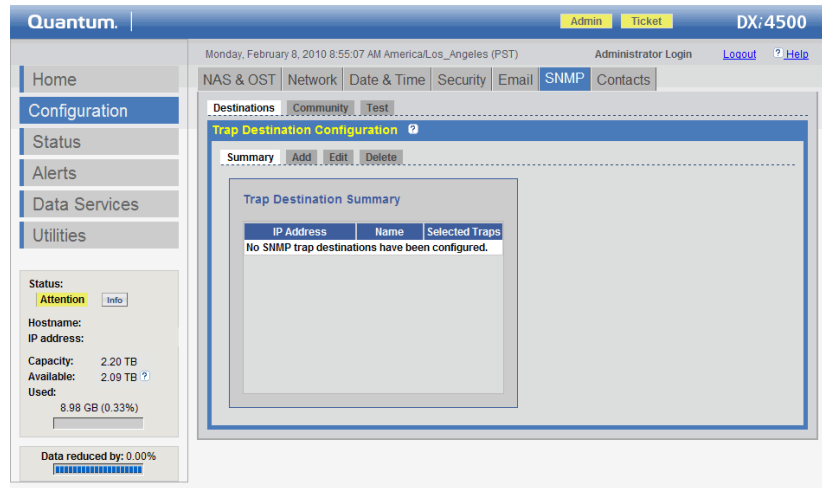 Quantum.
Admin Ticket
DXi4500
Monday, February 8, 2010 8:55:07 AM America/Los_Angeles (PST) Administrator Login Logout ? Help
Home
Configuration
Status
Alerts
Data Services
Utilities
NAS & OST Network Date & Time Security Email SNMP Contacts
Destinations Community Test
Trap Destination Configuration ?
Summary Add Edit Delete
Trap Destination Summary
IP Address Name Selected Traps
No SNMP trap destinations have been configured.
Status:
Attention Info
Hostname:
IP address:
Capacity: 2.20 TB
Available: 2.09 TB ?
Used:
8.98 GB (0.33%)
Data reduced by: 0.00%